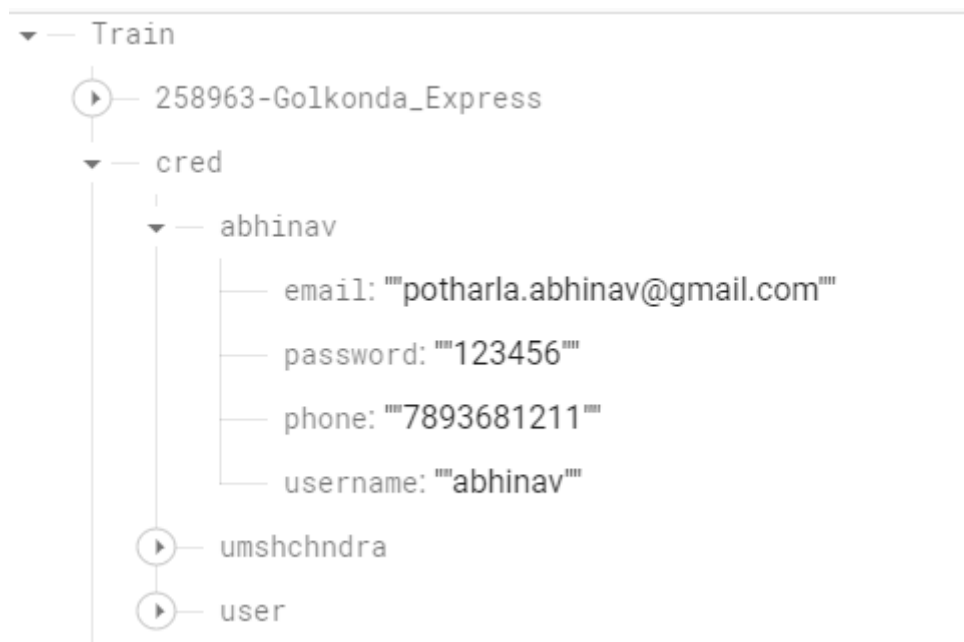 Train
258963-Golkonda_Express
cred
abhinav
email: ""potharla.abhinav@gmail.com""
password: ""123456""
phone: ""7893681211""
username: ""abhinav""
umshchndra
user